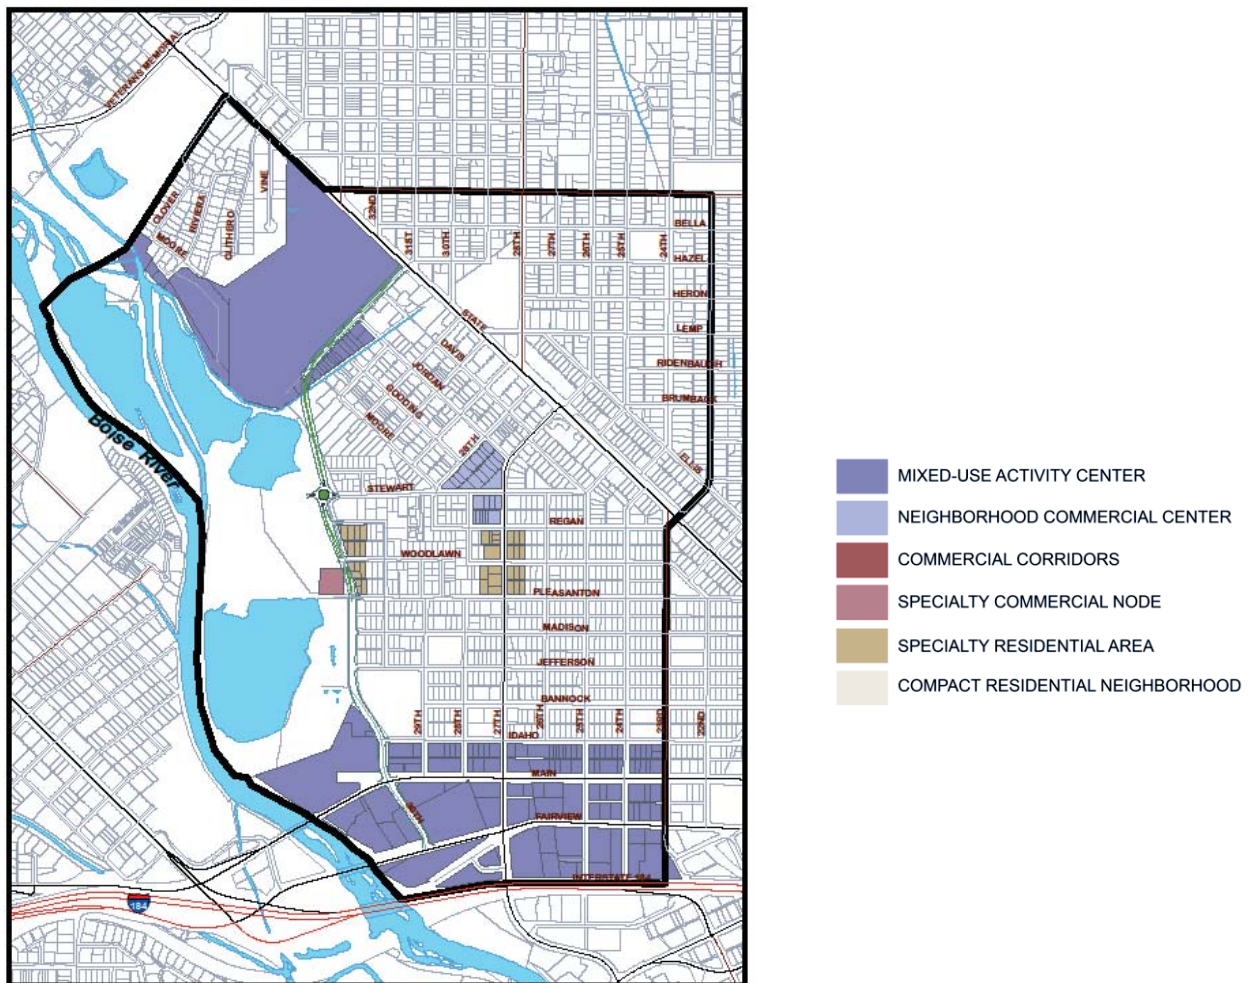 VETERANS MEMORIAL
CLOVER
RIVIERA
CLITHERO
VINE
MOORE
32ND
31ST
30TH
28TH
27TH
26TH
25TH
24TH
BELLA
HAZEL
HERON
LEMP
RIDENBAUGH
BRUMBACK
STATE
DAVIS
JORDAN
GOODING
MOORE
28TH
ELLIS
Boise River
STEWART
REGAN
WOODLAWN
PLEASANTON
MADISON
JEFFERSON
BANNOCK
29TH
28TH
27TH
26TH
25TH
24TH
23RD
22ND
IDAHO
MAIN
30TH
FAIRVIEW
INTERSTATE 184
184
MIXED-USE ACTIVITY CENTER
NEIGHBORHOOD COMMERCIAL CENTER
COMMERCIAL CORRIDORS
SPECIALTY COMMERCIAL NODE
SPECIALTY RESIDENTIAL AREA
COMPACT RESIDENTIAL NEIGHBORHOOD